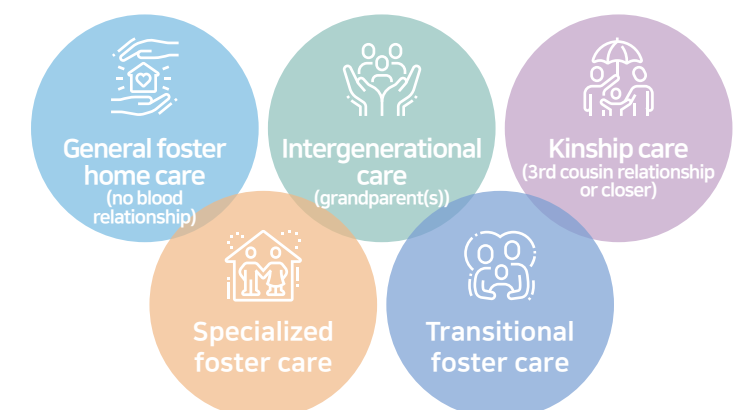 General foster
home care
(no blood
relationship)
Intergenerational
care
(grandparent(s))
Kinship care
(3rd cousin relationship
or closer)
Specialized
foster care
Transitional
foster care